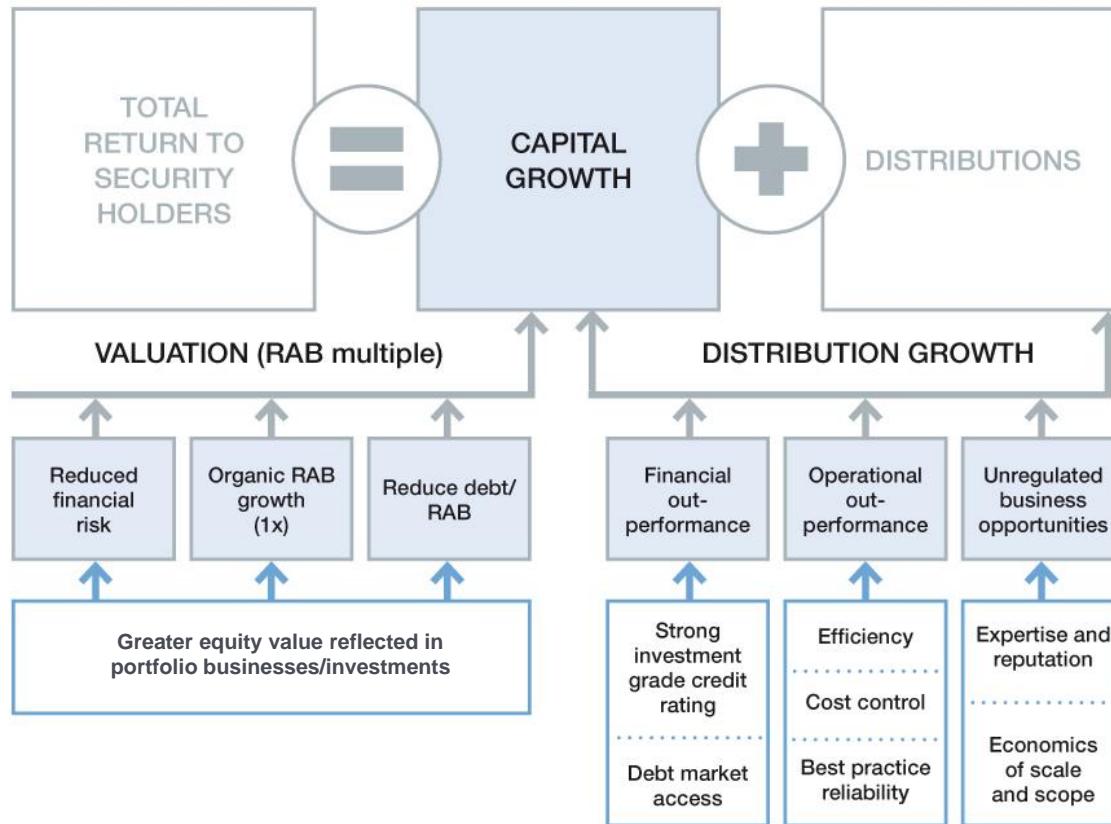 TOTAL
RETURN TO
SECURITY
HOLDERS
=
CAPITAL
GROWTH
+
DISTRIBUTIONS
VALUATION (RAB multiple)
DISTRIBUTION GROWTH
Reduced
financial
risk
Organic RAB
growth
(1x)
Reduce debt/
RAB
Financial
out-
performance
Operational
out-
performance
Unregulated
business
opportunities
Greater equity value reflected in
portfolio businesses/investments
Strong
investment
grade credit
rating
Debt market
access
Efficiency
Cost control
Best practice
reliability
Expertise and
reputation
Economics
of scale
and scope